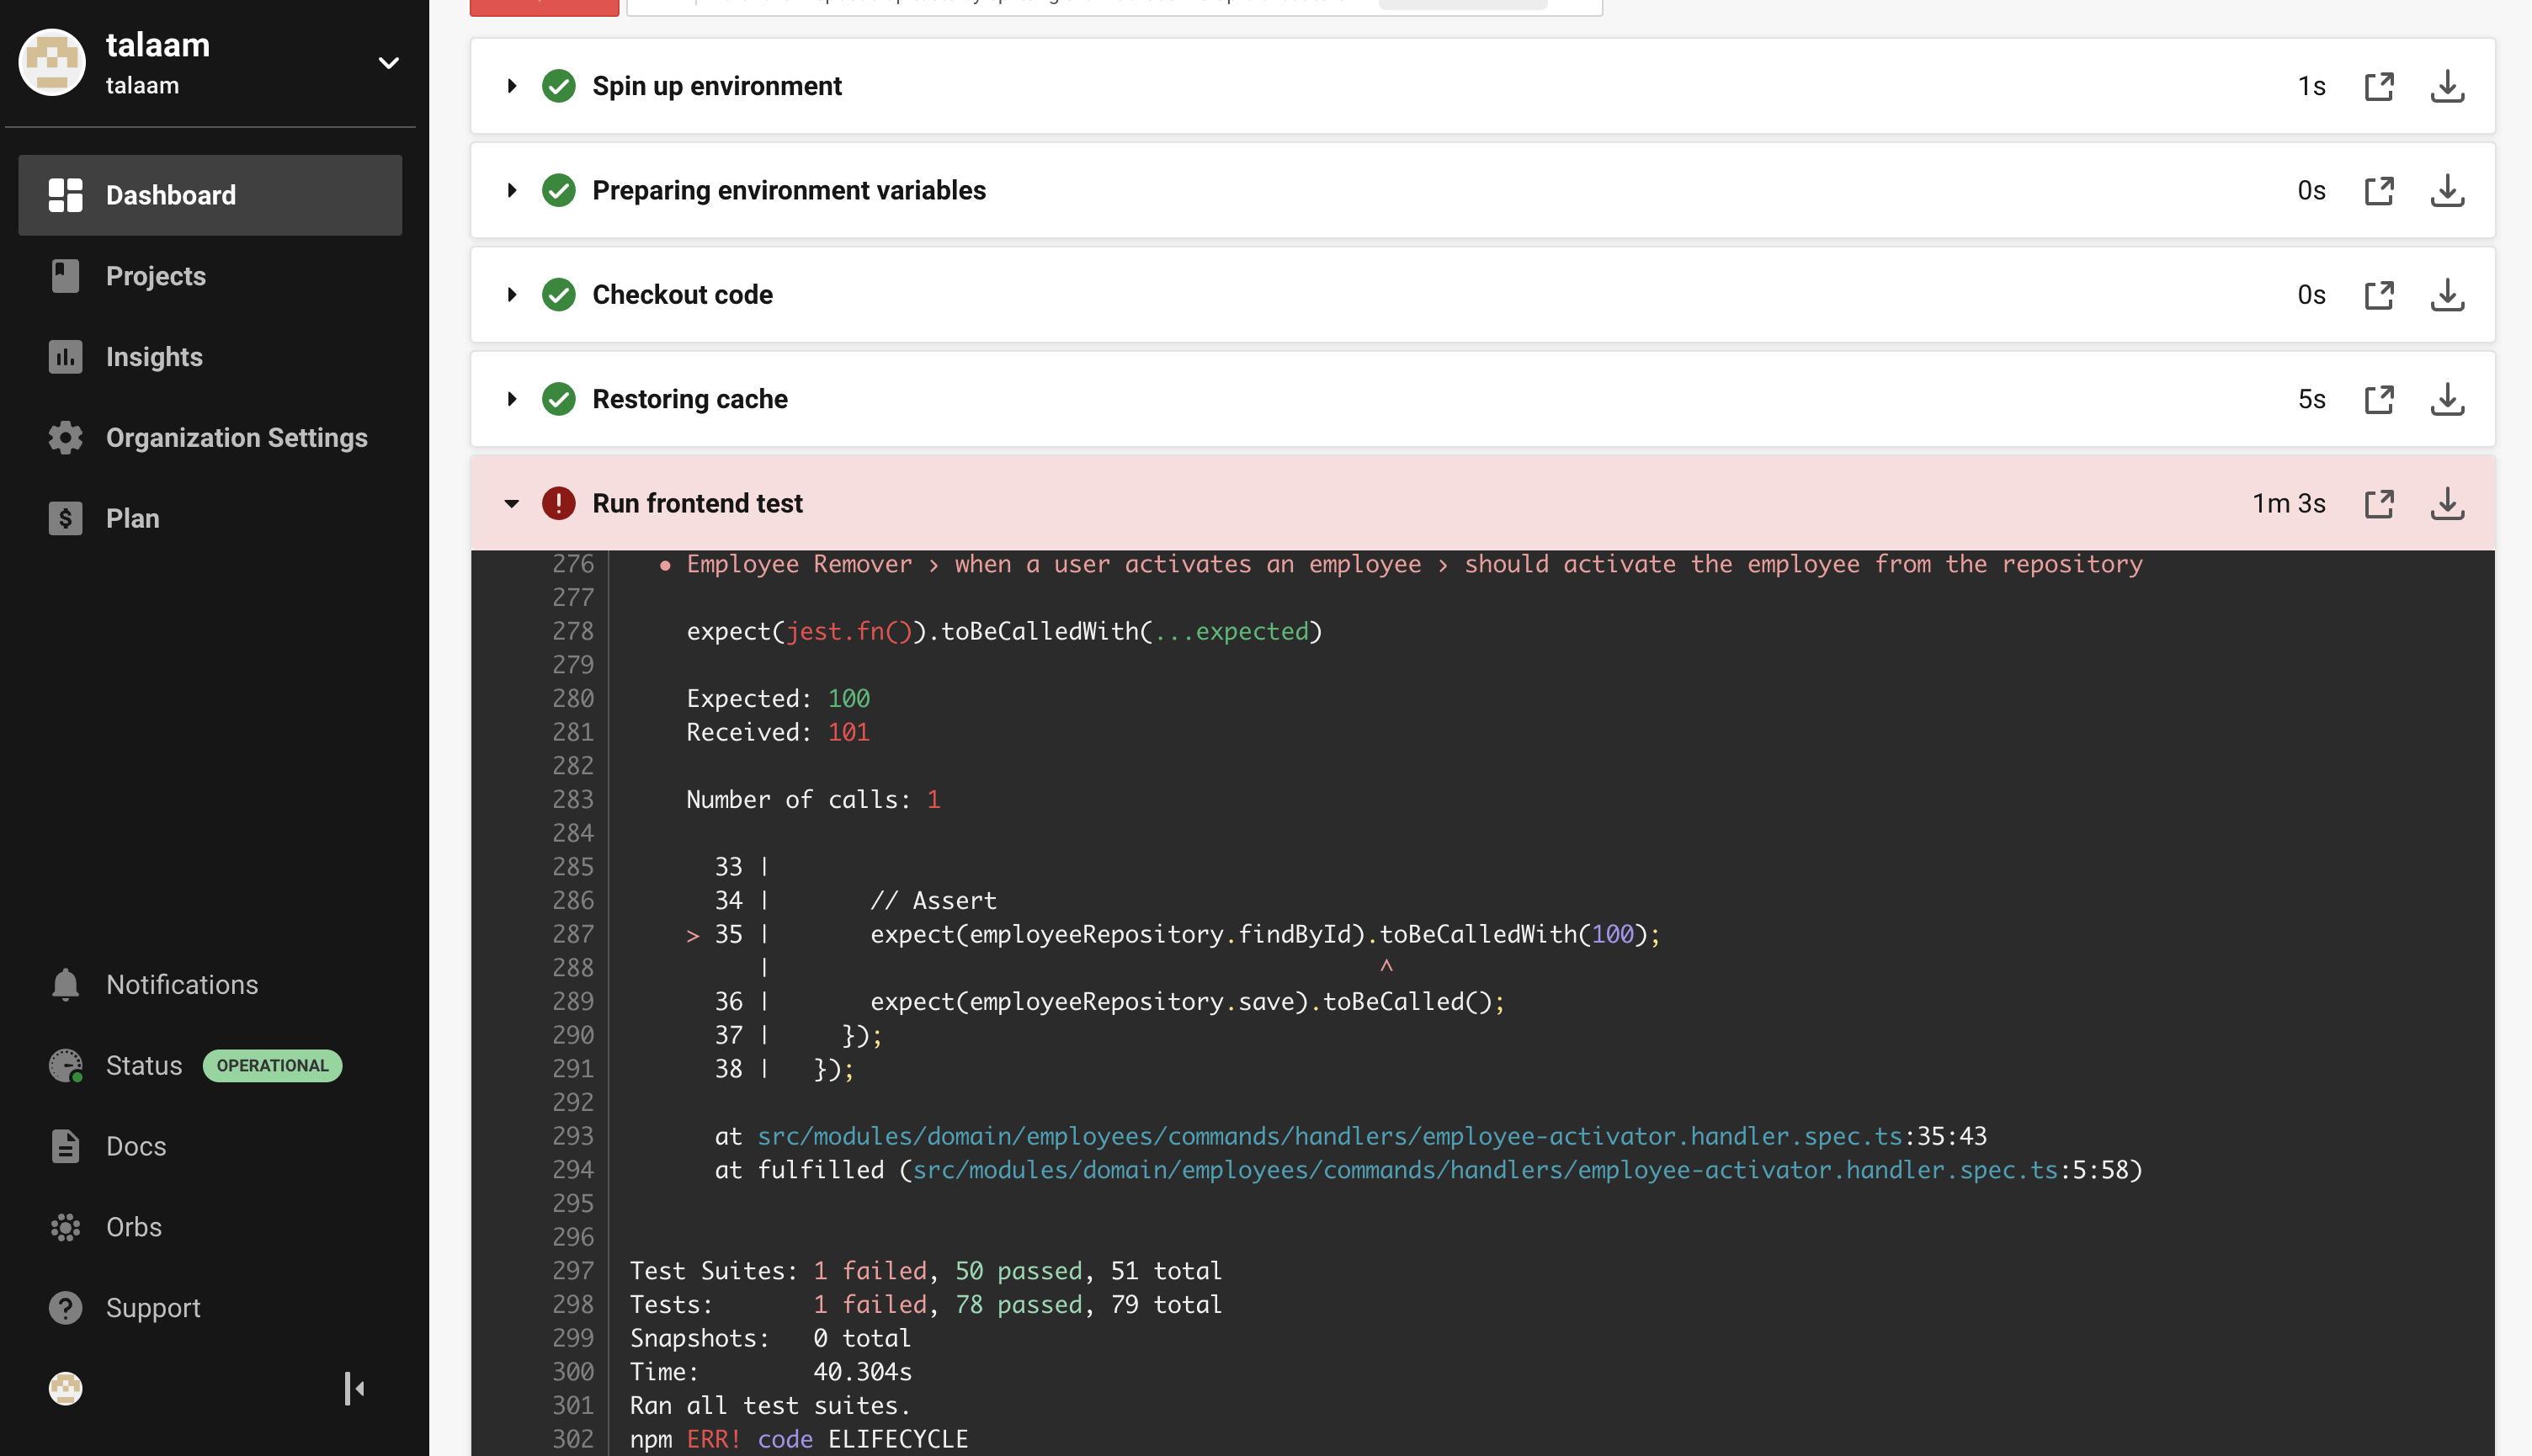 talaam
talaam
Dashboard
Projects
Insights
Organization Settings
Plan
Notifications
Status OPERATIONAL
Docs
Orbs
Support
Spin up environment 1s
Preparing environment variables 0s
Checkout code 0s
Restoring cache 5s
! Run frontend test 1m 3s
276 ● Employee Remover › when a user activates an employee › should activate the employee from the repository
277
278 expect(jest.fn()).toBeCalledWith(...expected)
279
280 Expected: 100
281 Received: 101
282
283 Number of calls: 1
284
285 33 |
286 34 | // Assert
287 > 35 | expect(employeeRepository.findById).toBeCalledWith(100);
288 | ^
289 36 | expect(employeeRepository.save).toBeCalled();
290 37 | });
291 38 | });
292
293 at src/modules/domain/employees/commands/handlers/employee-activator.handler.spec.ts:35:43
294 at fulfilled (src/modules/domain/employees/commands/handlers/employee-activator.handler.spec.ts:5:58)
295
296
297 Test Suites: 1 failed, 50 passed, 51 total
298 Tests: 1 failed, 78 passed, 79 total
299 Snapshots: 0 total
300 Time: 40.304s
301 Ran all test suites.
302 npm ERR! code ELIFECYCLE